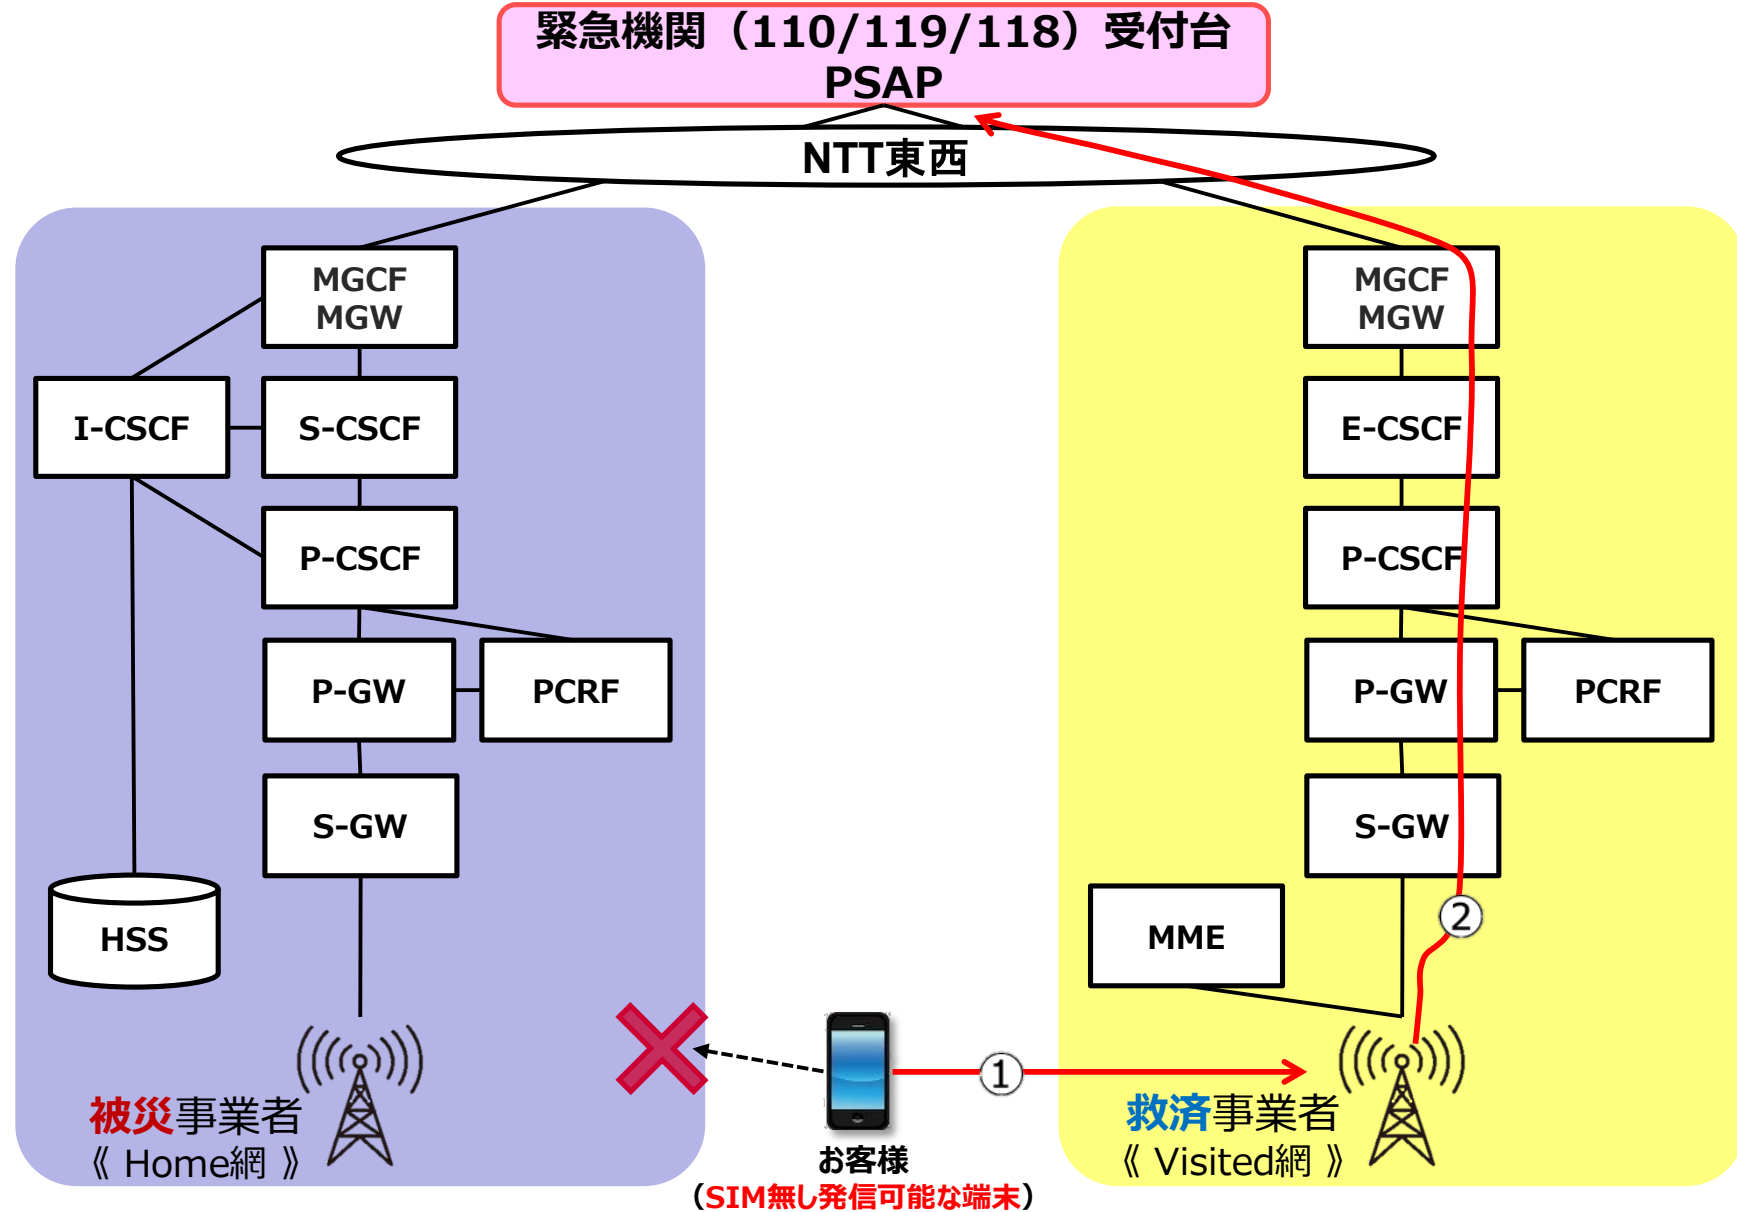 緊急機関（110/119/118）受付台
PSAP
NTT東西
MGCF
MGW
I-CSCF
S-CSCF
P-CSCF
P-GW
PCRF
S-GW
HSS
被災事業者
《 Home網 》
MGCF
MGW
E-CSCF
P-CSCF
P-GW
PCRF
S-GW
MME
②
①
救済事業者
《 Visited網 》
お客様
（SIM無し発信可能な端末）